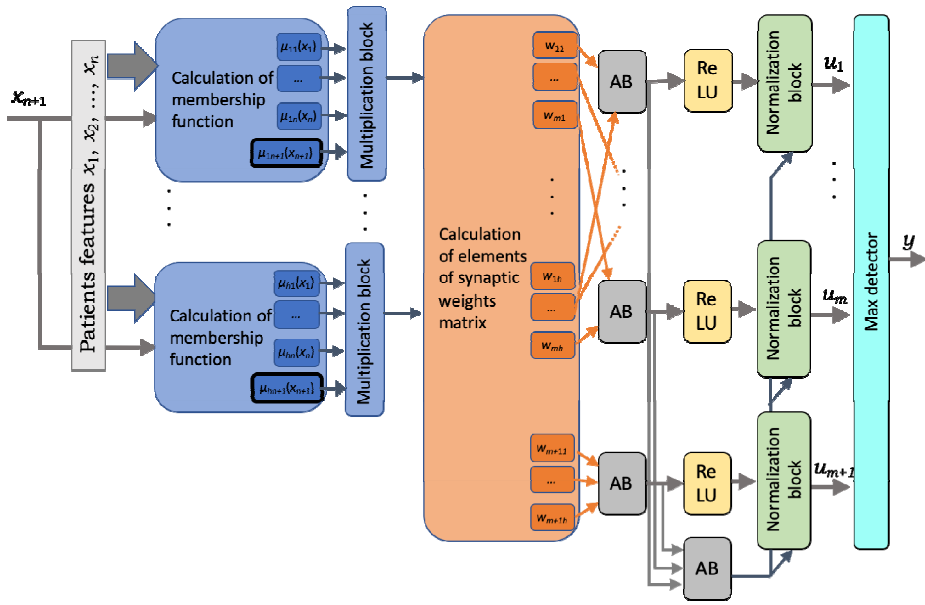 x_{n+1}
Patients features x_1, x_2, ..., x_n
Calculation of
membership
function
μ_{11}(x_1)
...
μ_{1n}(x_n)
μ_{1n+1}(x_{n+1})
Multiplication block
Calculation of
membership
function
μ_{h1}(x_1)
...
μ_{hn}(x_n)
μ_{hn+1}(x_{n+1})
Multiplication block
Calculation
of elements
of synaptic
weights
matrix
w_{11}
...
w_{m1}
w_{1h}
...
w_{mh}
w_{m+11}
...
w_{m+1h}
AB
AB
AB
AB
Re
LU
Re
LU
Re
LU
Normalization
block
Normalization
block
Normalization
block
u_1
u_m
u_{m+1}
Max detector
y